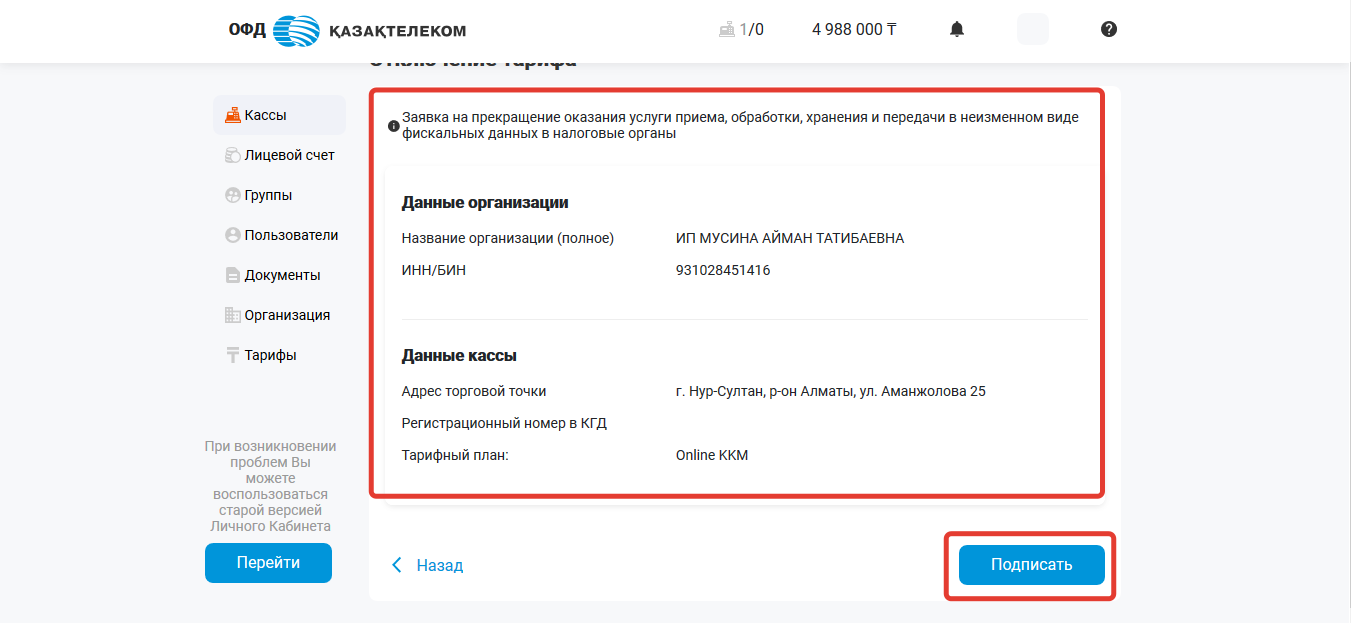 ОФД ҚАЗАҚТЕЛЕКОМ
1/0
4 988 000 ₸
Отключение тарифа
Кассы
Лицевой счет
Группы
Пользователи
Документы
Организация
Тарифы
При возникновении
проблем Вы
можете
воспользоваться
старой версией
Личного Кабинета
Перейти
Заявка на прекращение оказания услуги приема, обработки, хранения и передачи в неизменном виде
фискальных данных в налоговые органы
Данные организации
Название организации (полное) ИП МУСИНА АЙМАН ТАТИБАЕВНА
ИНН/БИН 931028451416
Данные кассы
Адрес торговой точки г. Нур-Султан, р-он Алматы, ул. Аманжолова 25
Регистрационный номер в КГД
Тарифный план: Online ККМ
Назад
Подписать